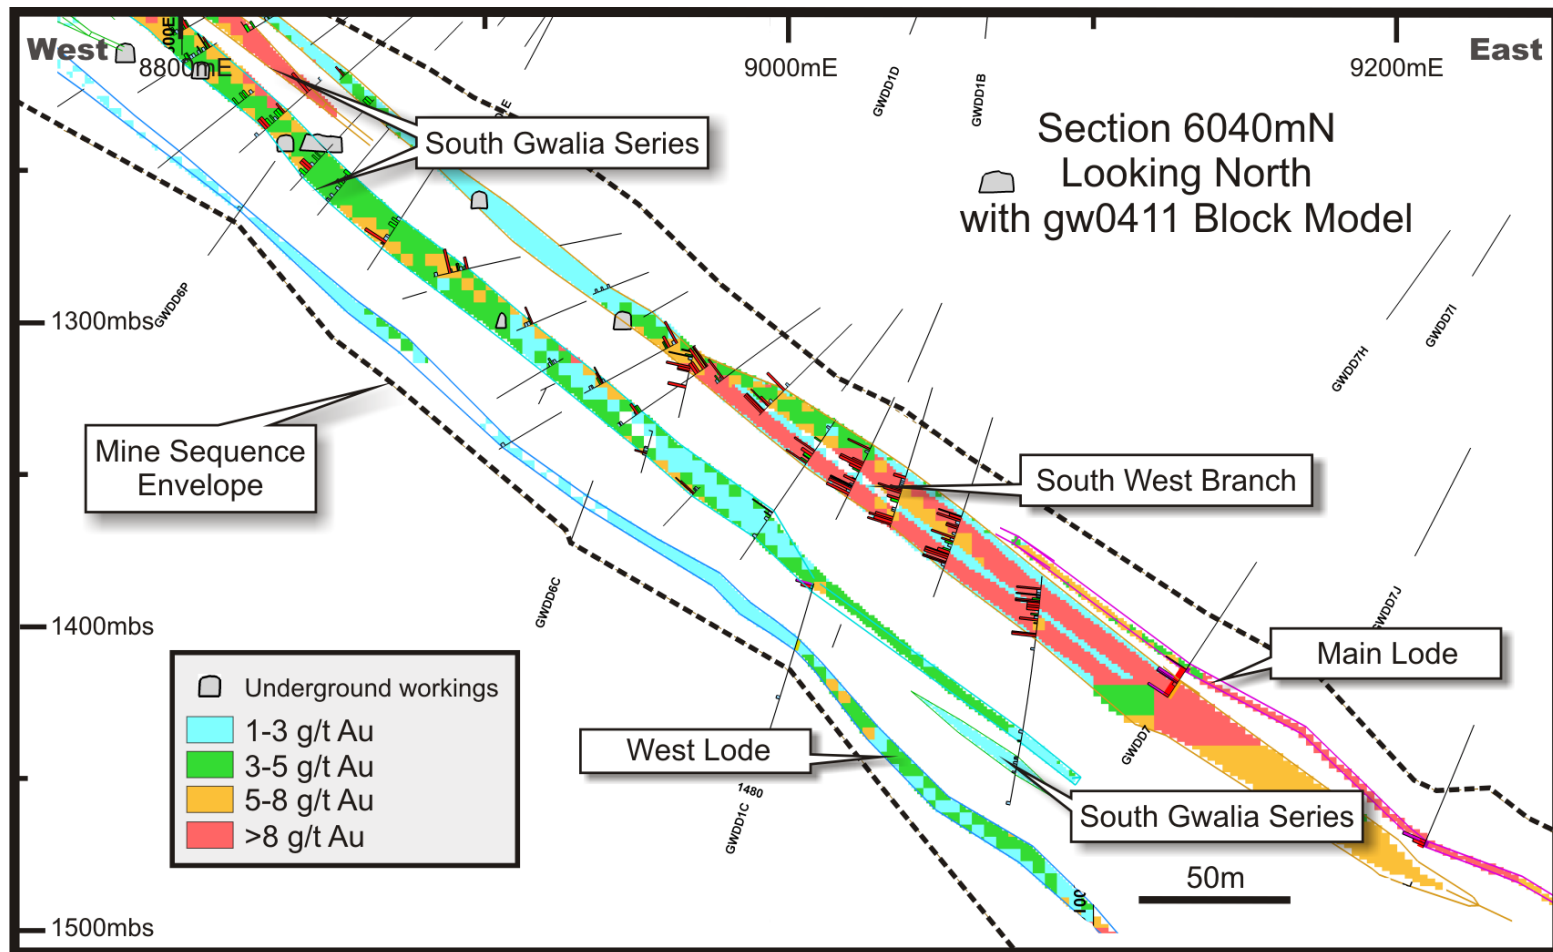 West
800E
8800mE
9000mE
9200mE
East
GWDD1D
GWDD1B
Section 6040mN
Looking North
with gw0411 Block Model
South Gwalia Series
GWDD6P
1300mbs
GWDD7I
GWDD7H
Mine Sequence
Envelope
South West Branch
GWDD6C
GWDD7J
1400mbs
Main Lode
Underground workings
1-3 g/t Au
3-5 g/t Au
5-8 g/t Au
>8 g/t Au
West Lode
GWDD7
1480
GWDD1C
South Gwalia Series
50m
1500mbs